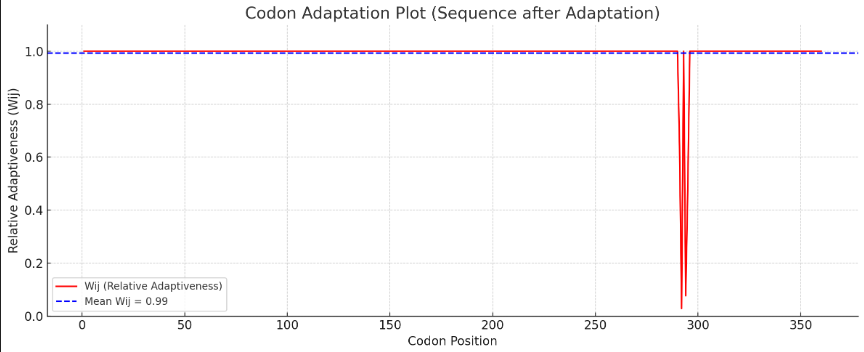 Codon Adaptation Plot (Sequence after Adaptation)
Relative Adaptiveness (Wij)
1.0
0.8
0.6
0.4
0.2
0.0
Wij (Relative Adaptiveness)
Mean Wij = 0.99
0 50 100 150 200 250 300 350
Codon Position